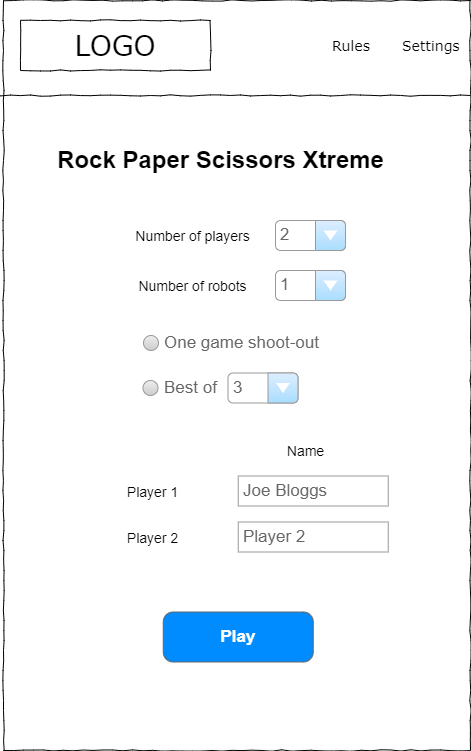 LOGO Rules Settings
Rock Paper Scissors Xtreme
Number of players 2
Number of robots 1
One game shoot-out
Best of 3
Name
Player 1 Joe Bloggs
Player 2 Player 2
Play